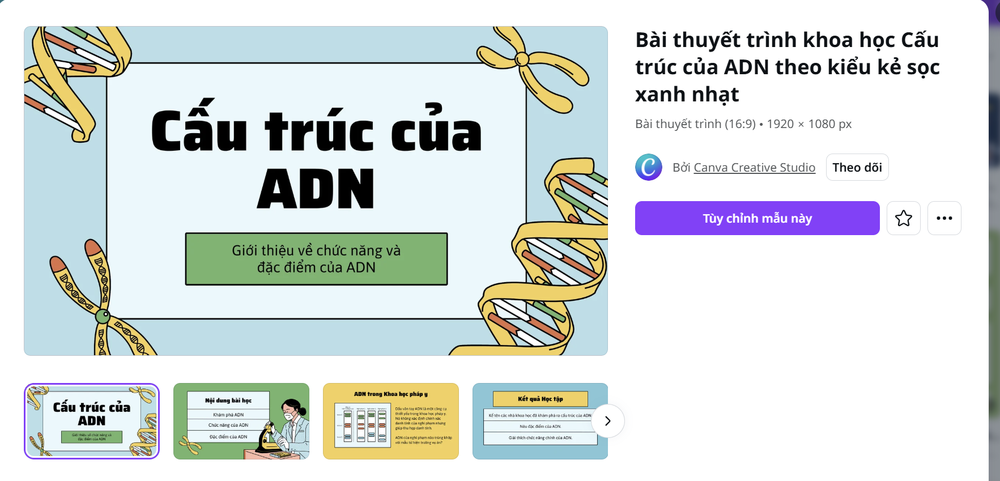 Cấu trúc của
ADN
Giới thiệu về chức năng và
đặc điểm của ADN
Bài thuyết trình khoa học Cấu
trúc của ADN theo kiểu kẻ sọc
xanh nhạt
Bài thuyết trình (16:9) • 1920 × 1080 px
Bởi Canva Creative Studio
Theo dõi
Tùy chỉnh mẫu này
Cấu trúc của
ADN
Giới thiệu về chức năng và
đặc điểm của ADN
Nội dung bài học
Khám phá ADN
Chức năng của ADN
Đặc điểm của ADN
ADN trong Khoa học pháp y
Dấu vân tay ADN là một công cụ
thiết yếu trong khoa học pháp y.
Nó không xác định chính xác
danh tính của nghi phạm nhưng
giúp thu hẹp danh tính.
ADN của nghi phạm nào trùng khớp
với mẫu từ hiện trường vụ án?
Kết quả Học tập
Kể tên các nhà khoa học đã khám phá ra cấu trúc của ADN
Nêu đặc điểm của ADN.
Giải thích chức năng chính của ADN.